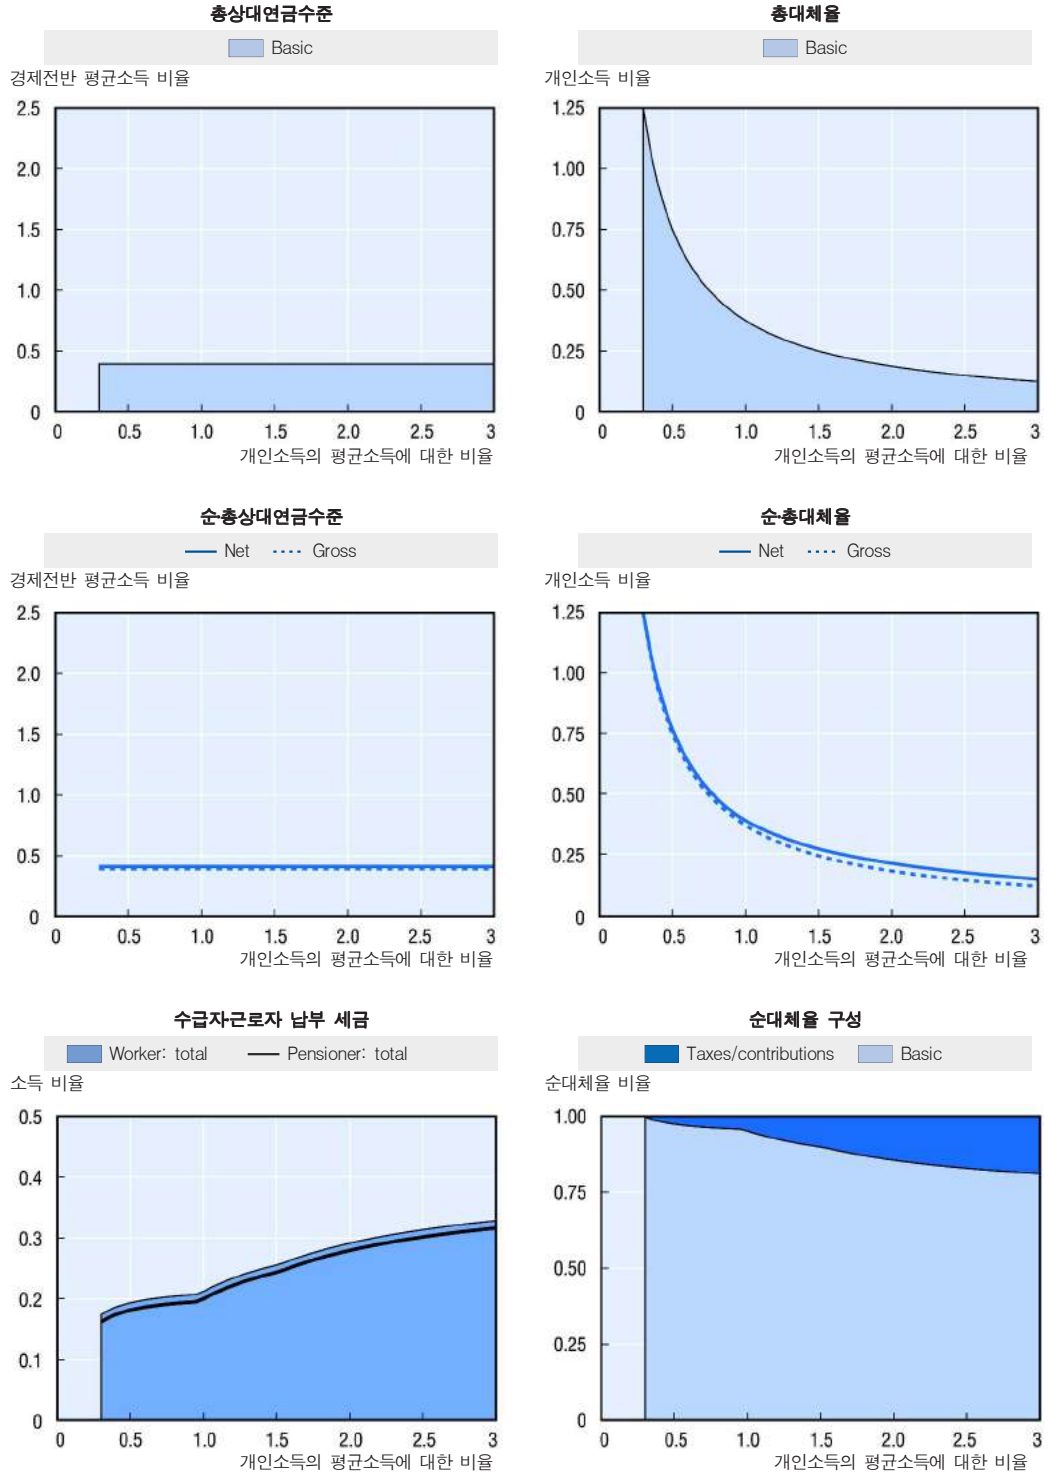 총상대연금수준
Basic
경제전반 평균소득 비율
2.5
2.0
1.5
1.0
0.5
0
0 0.5 1.0 1.5 2.0 2.5 3
개인소득의 평균소득에 대한 비율
총대체율
Basic
개인소득 비율
1.25
1.00
0.75
0.50
0.25
0
0 0.5 1.0 1.5 2.0 2.5 3
개인소득의 평균소득에 대한 비율
순·총상대연금수준
Net Gross
경제전반 평균소득 비율
2.5
2.0
1.5
1.0
0.5
0
0 0.5 1.0 1.5 2.0 2.5 3
개인소득의 평균소득에 대한 비율
순·총대체율
Net Gross
개인소득 비율
1.25
1.00
0.75
0.50
0.25
0
0 0.5 1.0 1.5 2.0 2.5 3
개인소득의 평균소득에 대한 비율
수급자·근로자 납부 세금
Worker: total Pensioner: total
소득 비율
0.5
0.4
0.3
0.2
0.1
0
0 0.5 1.0 1.5 2.0 2.5 3
개인소득의 평균소득에 대한 비율
순대체율 구성
Taxes/contributions Basic
순대체율 비율
1.00
0.75
0.50
0.25
0
0 0.5 1.0 1.5 2.0 2.5 3
개인소득의 평균소득에 대한 비율